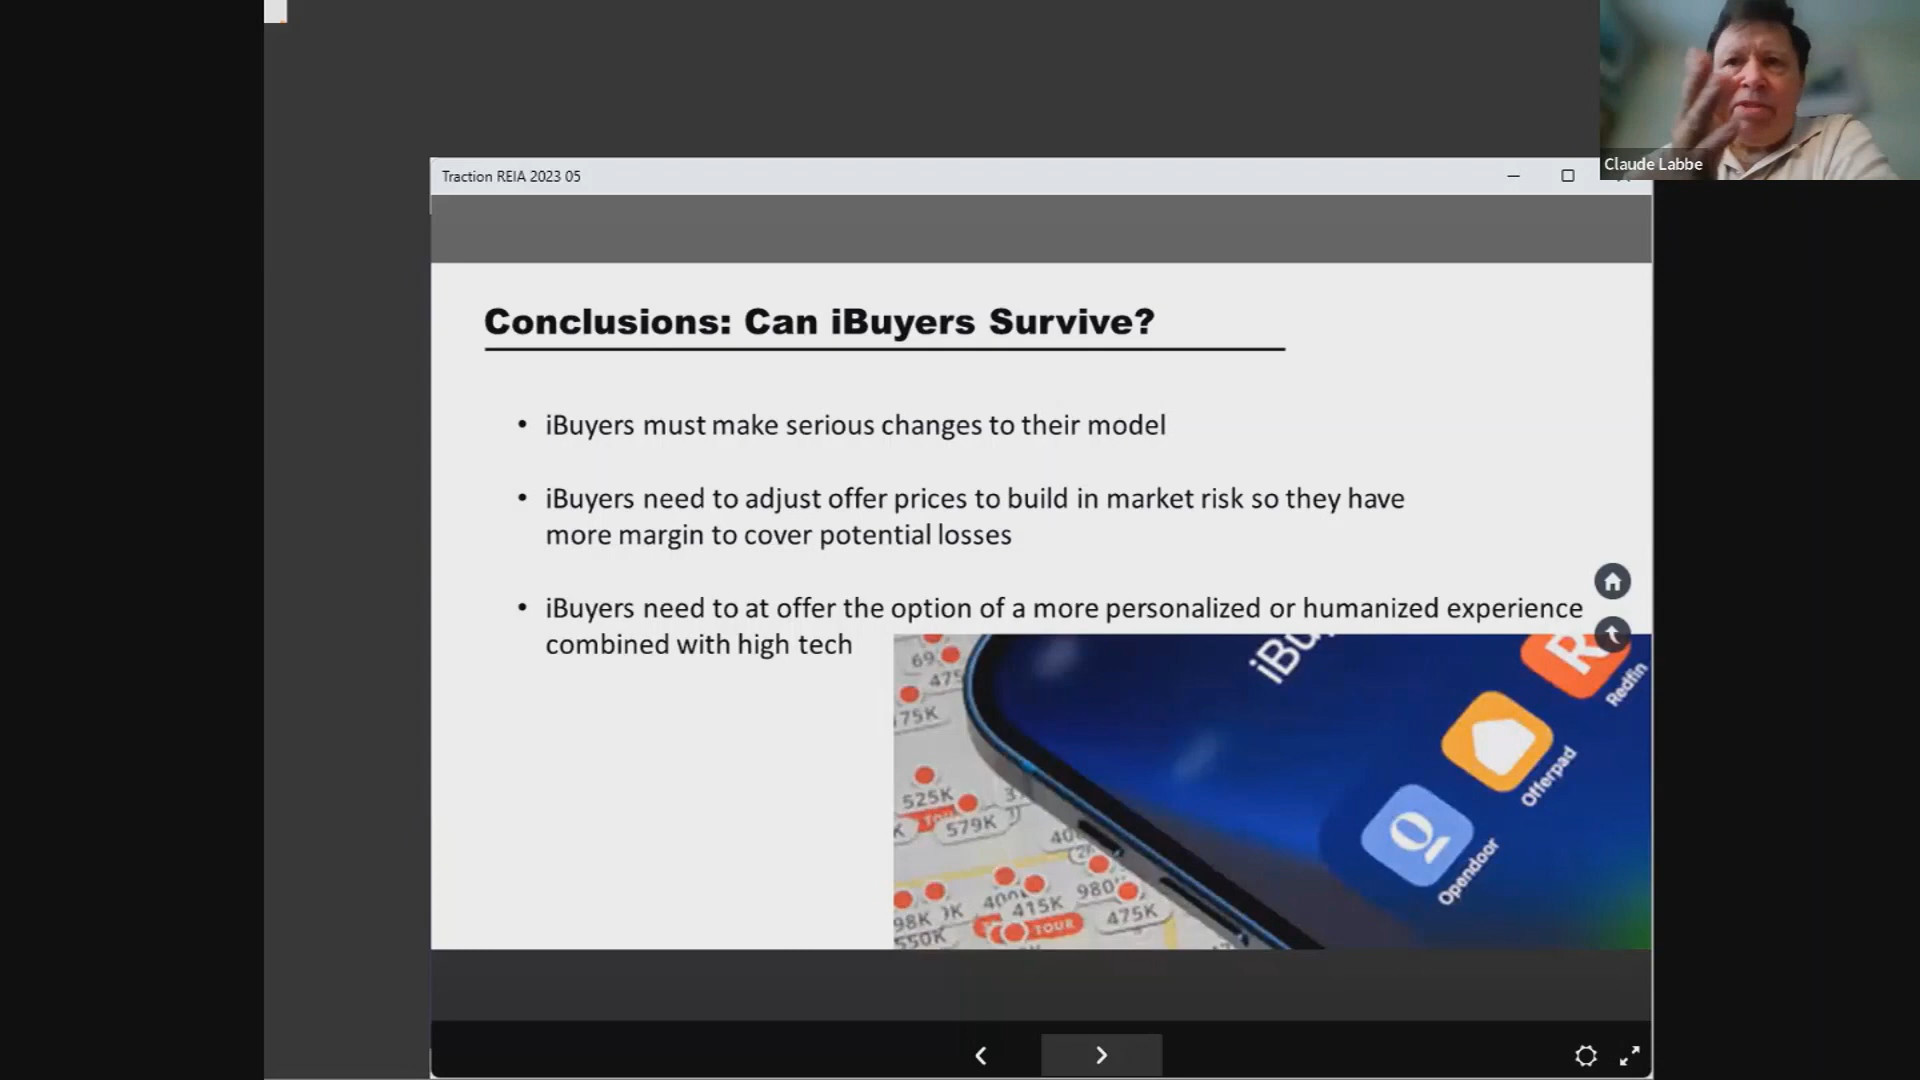 Claude Labbe
Traction REIA 2023 05
Conclusions: Can iBuyers Survive?
• iBuyers must make serious changes to their model
• iBuyers need to adjust offer prices to build in market risk so they have
more margin to cover potential losses
• iBuyers need to at offer the option of a more personalized or humanized experience
combined with high tech
Redfin
Offerpad
Opendoor
525K
579K
415K
475K
TOUR
550K